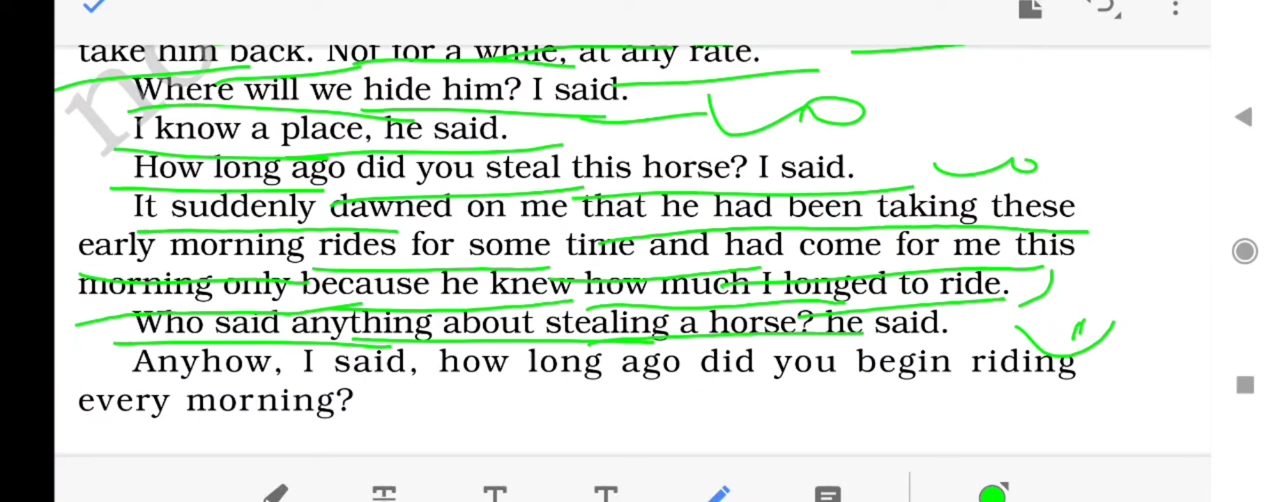 take him back. Not for a while, at any rate.
Where will we hide him? I said.
I know a place, he said.
How long ago did you steal this horse? I said.
It suddenly dawned on me that he had been taking these
early morning rides for some time and had come for me this
morning only because he knew how much I longed to ride.
Who said anything about stealing a horse? he said.
Anyhow, I said, how long ago did you begin riding
every morning?